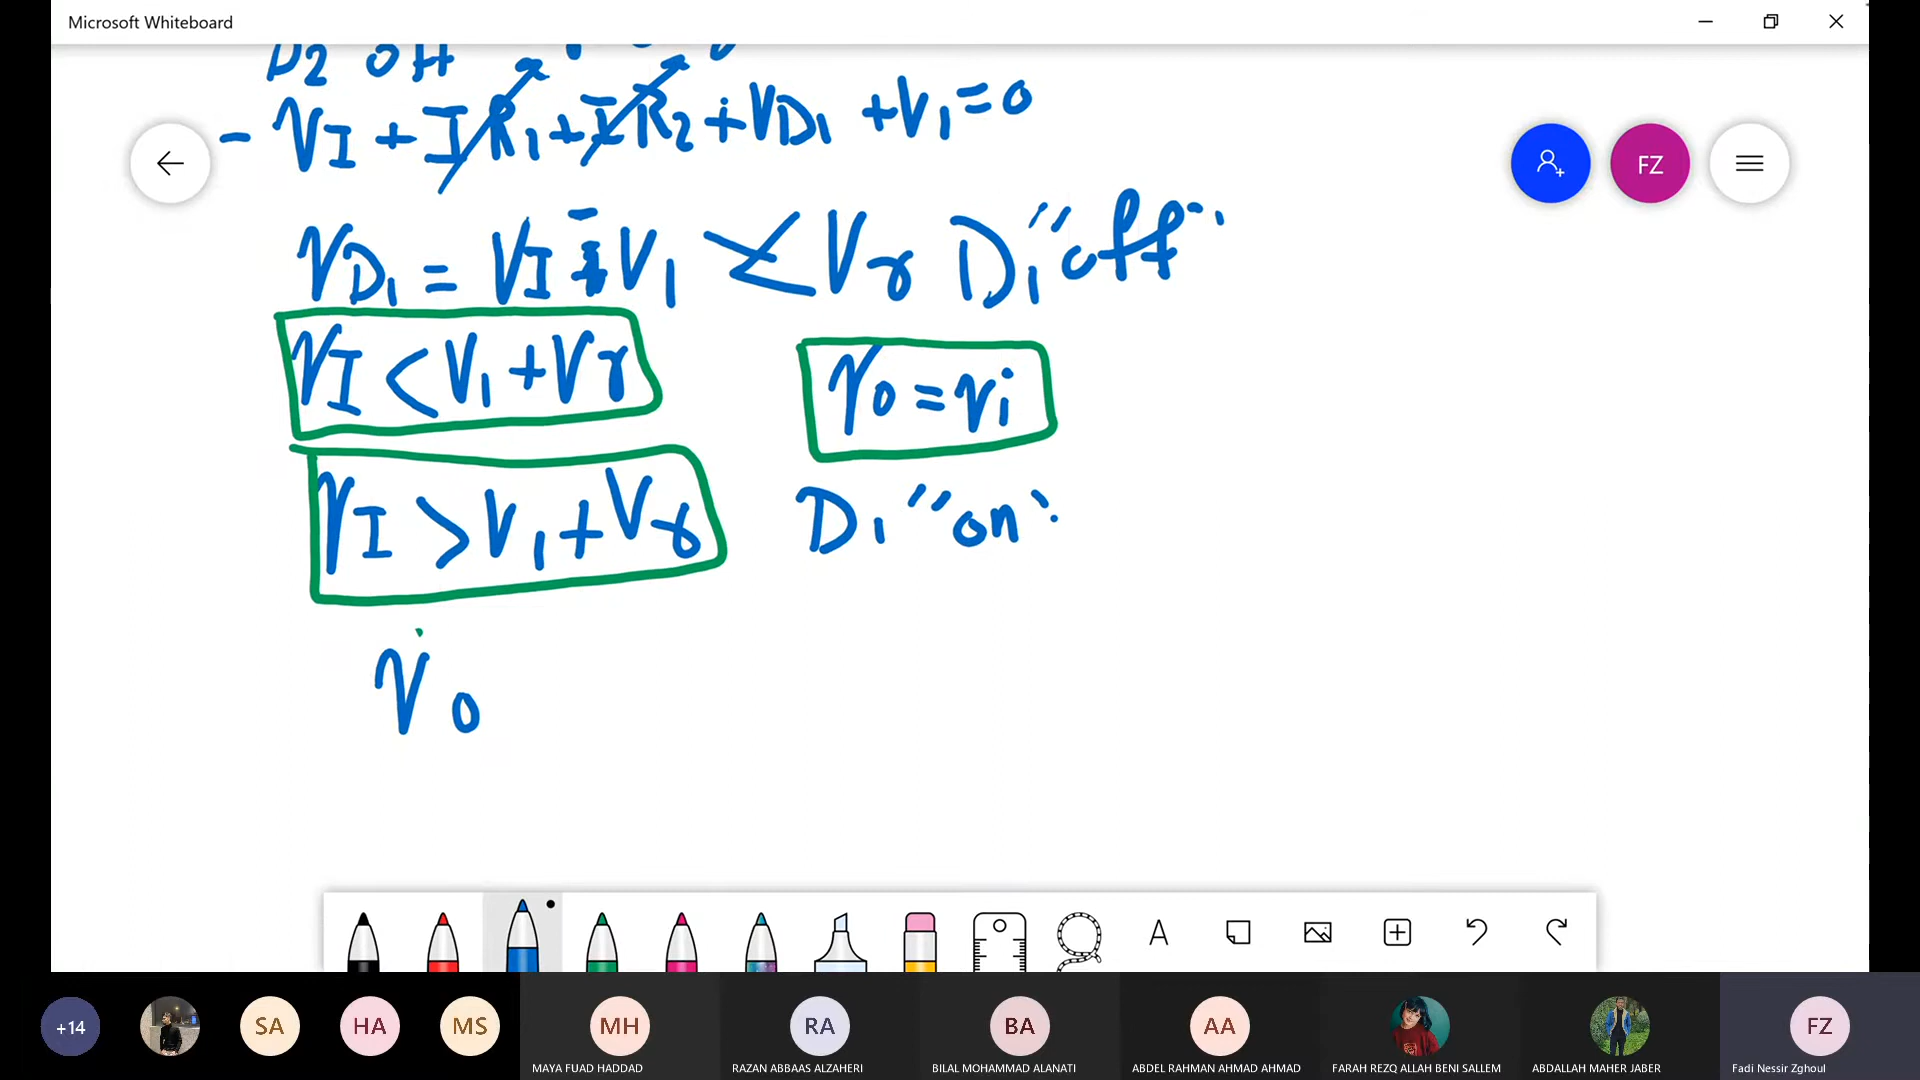 Microsoft Whiteboard
D2 off
- VI + IR1 + IR2 + VD1 + V1 = 0
VD1 = VI - V1 < Vγ D1 "off"
VI < V1 + Vγ
vo = vi
VI > V1 + Vγ
D1 "on"
Vo
FZ
A
+14
SA
HA
MS
MH
RA
BA
AA
FZ
MAYA FUAD HADDAD
RAZAN ABBAAS ALZAHERI
BILAL MOHAMMAD ALANATI
ABDEL RAHMAN AHMAD AHMAD
FARAH REZQ ALLAH BENI SALLEM
ABDALLAH MAHER JABER
Fadi Nessir Zghoul